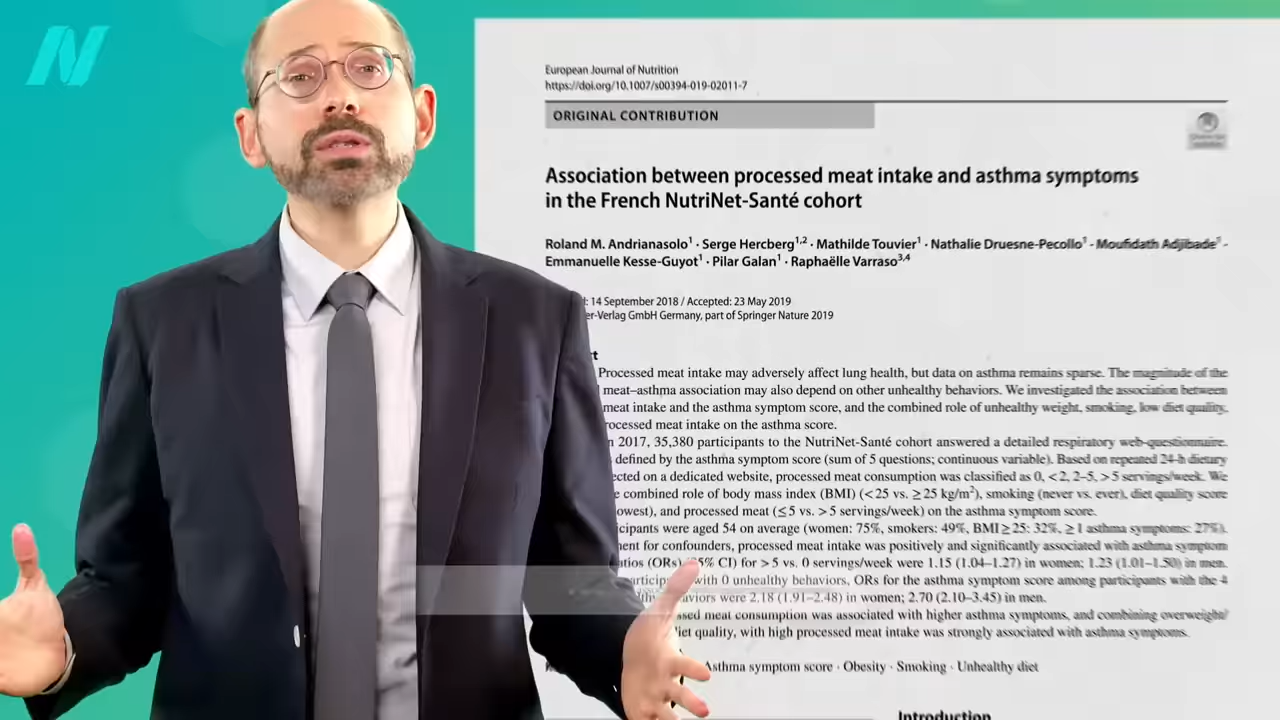 N
European Journal of Nutrition
https://doi.org/10.1007/s00394-019-02011-7
ORIGINAL CONTRIBUTION
Association between processed meat intake and asthma symptoms
in the French NutriNet-Santé cohort
Roland M. Andrianasolo¹ · Serge Hercberg¹,² · Mathilde Touvier¹ · Nathalie Druesne-Pecollo¹ · Moufidath Adjibade¹ ·
Emmanuelle Kesse-Guyot¹ · Pilar Galan¹ · Raphaëlle Varraso³,⁴
14 September 2018 / Accepted: 23 May 2019
er-Verlag GmbH Germany, part of Springer Nature 2019
Processed meat intake may adversely affect lung health, but data on asthma remains sparse. The magnitude of the
meat–asthma association may also depend on other unhealthy behaviors. We investigated the association between
meat intake and the asthma symptom score, and the combined role of unhealthy weight, smoking, low diet quality,
rocessed meat intake on the asthma score.
n 2017, 35,380 participants to the NutriNet-Santé cohort answered a detailed respiratory web-questionnaire.
defined by the asthma symptom score (sum of 5 questions; continuous variable). Based on repeated 24-h dietary
ected on a dedicated website, processed meat consumption was classified as 0, <2, 2–5, >5 servings/week. We
combined role of body mass index (BMI) (<25 vs. ≥25 kg/m²), smoking (never vs. ever), diet quality score
owest), and processed meat (≤5 vs. >5 servings/week) on the asthma symptom score.
icipants were aged 54 on average (women: 75%, smokers: 49%, BMI≥25: 32%, ≥1 asthma symptoms: 27%).
ent for confounders, processed meat intake was positively and significantly associated with asthma symptom
atios (ORs) 5% CI) for >5 vs. 0 servings/week were 1.15 (1.04–1.27) in women; 1.23 (1.01–1.50) in men.
with 0 unhealthy behaviors, ORs for the asthma symptom score among participants with the 4
aviors were 2.18 (1.91–2.48) in women; 2.70 (2.10–3.45) in men.
ssed meat consumption was associated with higher asthma symptoms, and combining overweight/
iet quality, with high processed meat intake was strongly associated with asthma symptoms.
Asthma symptom score · Obesity · Smoking · Unhealthy diet
Introduction